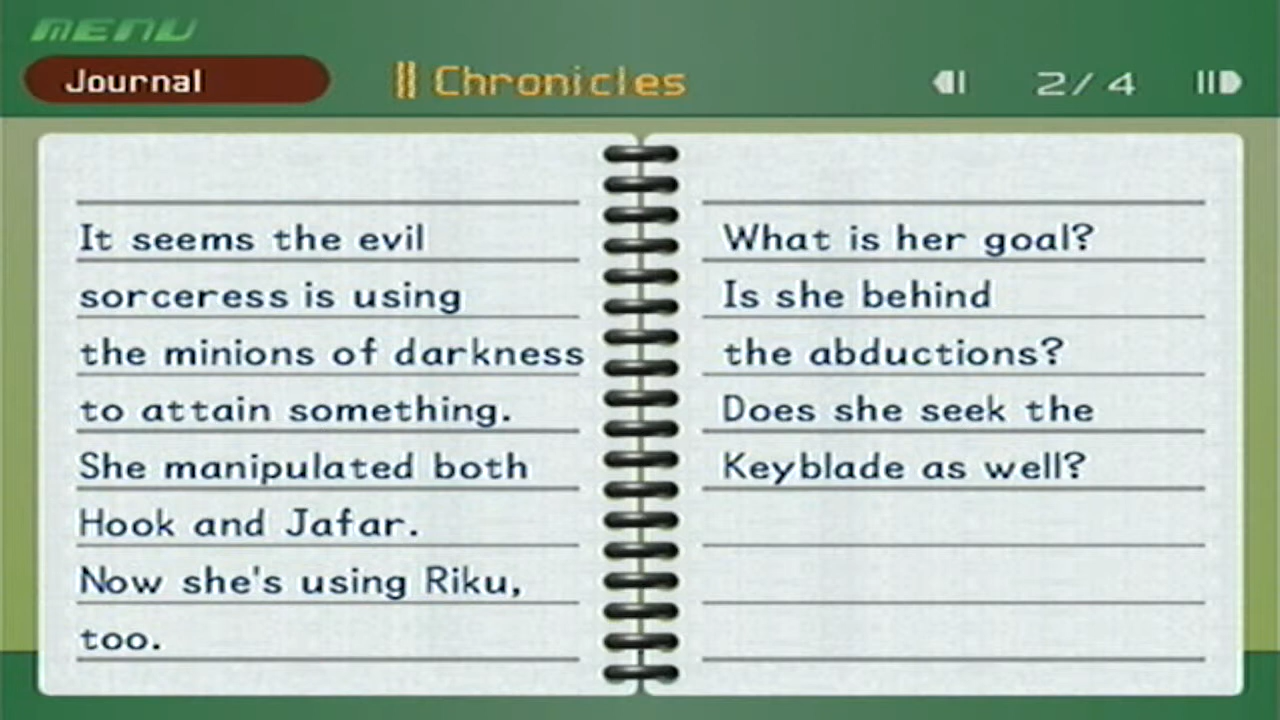 MENU
Journal
Chronicles
2/4
It seems the evil
sorceress is using
the minions of darkness
to attain something.
She manipulated both
Hook and Jafar.
Now she's using Riku,
too.
What is her goal?
Is she behind
the abductions?
Does she seek the
Keyblade as well?